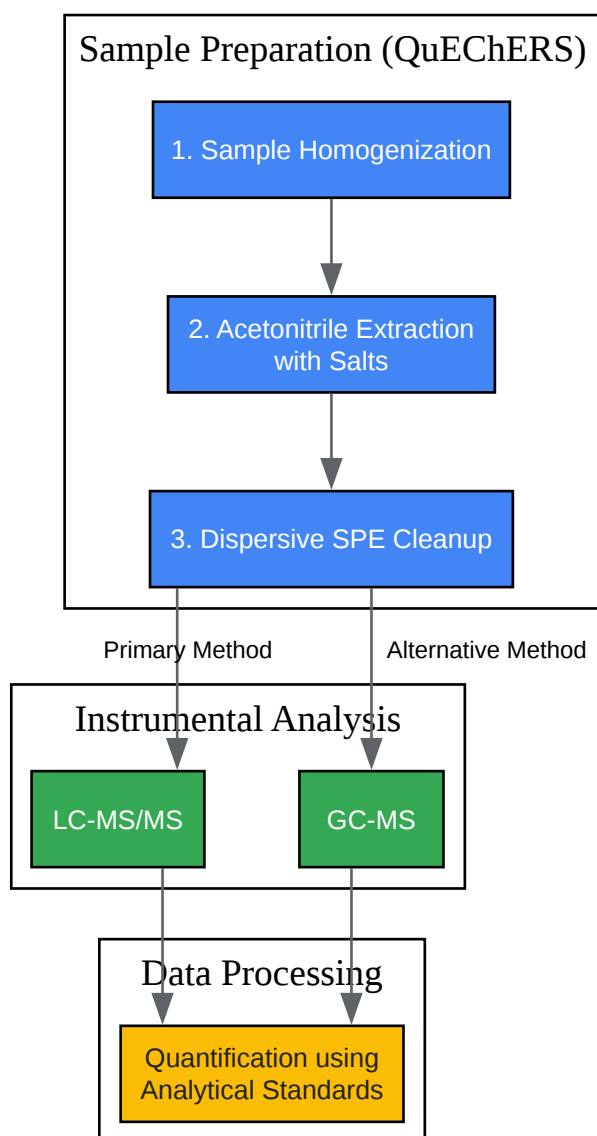 Sample Preparation (QuEChERS)
1. Sample Homogenization
2. Acetonitrile Extraction
with Salts
3. Dispersive SPE Cleanup
Primary Method
Alternative Method
Instrumental Analysis
LC-MS/MS
GC-MS
Data Processing
Quantification using
Analytical Standards